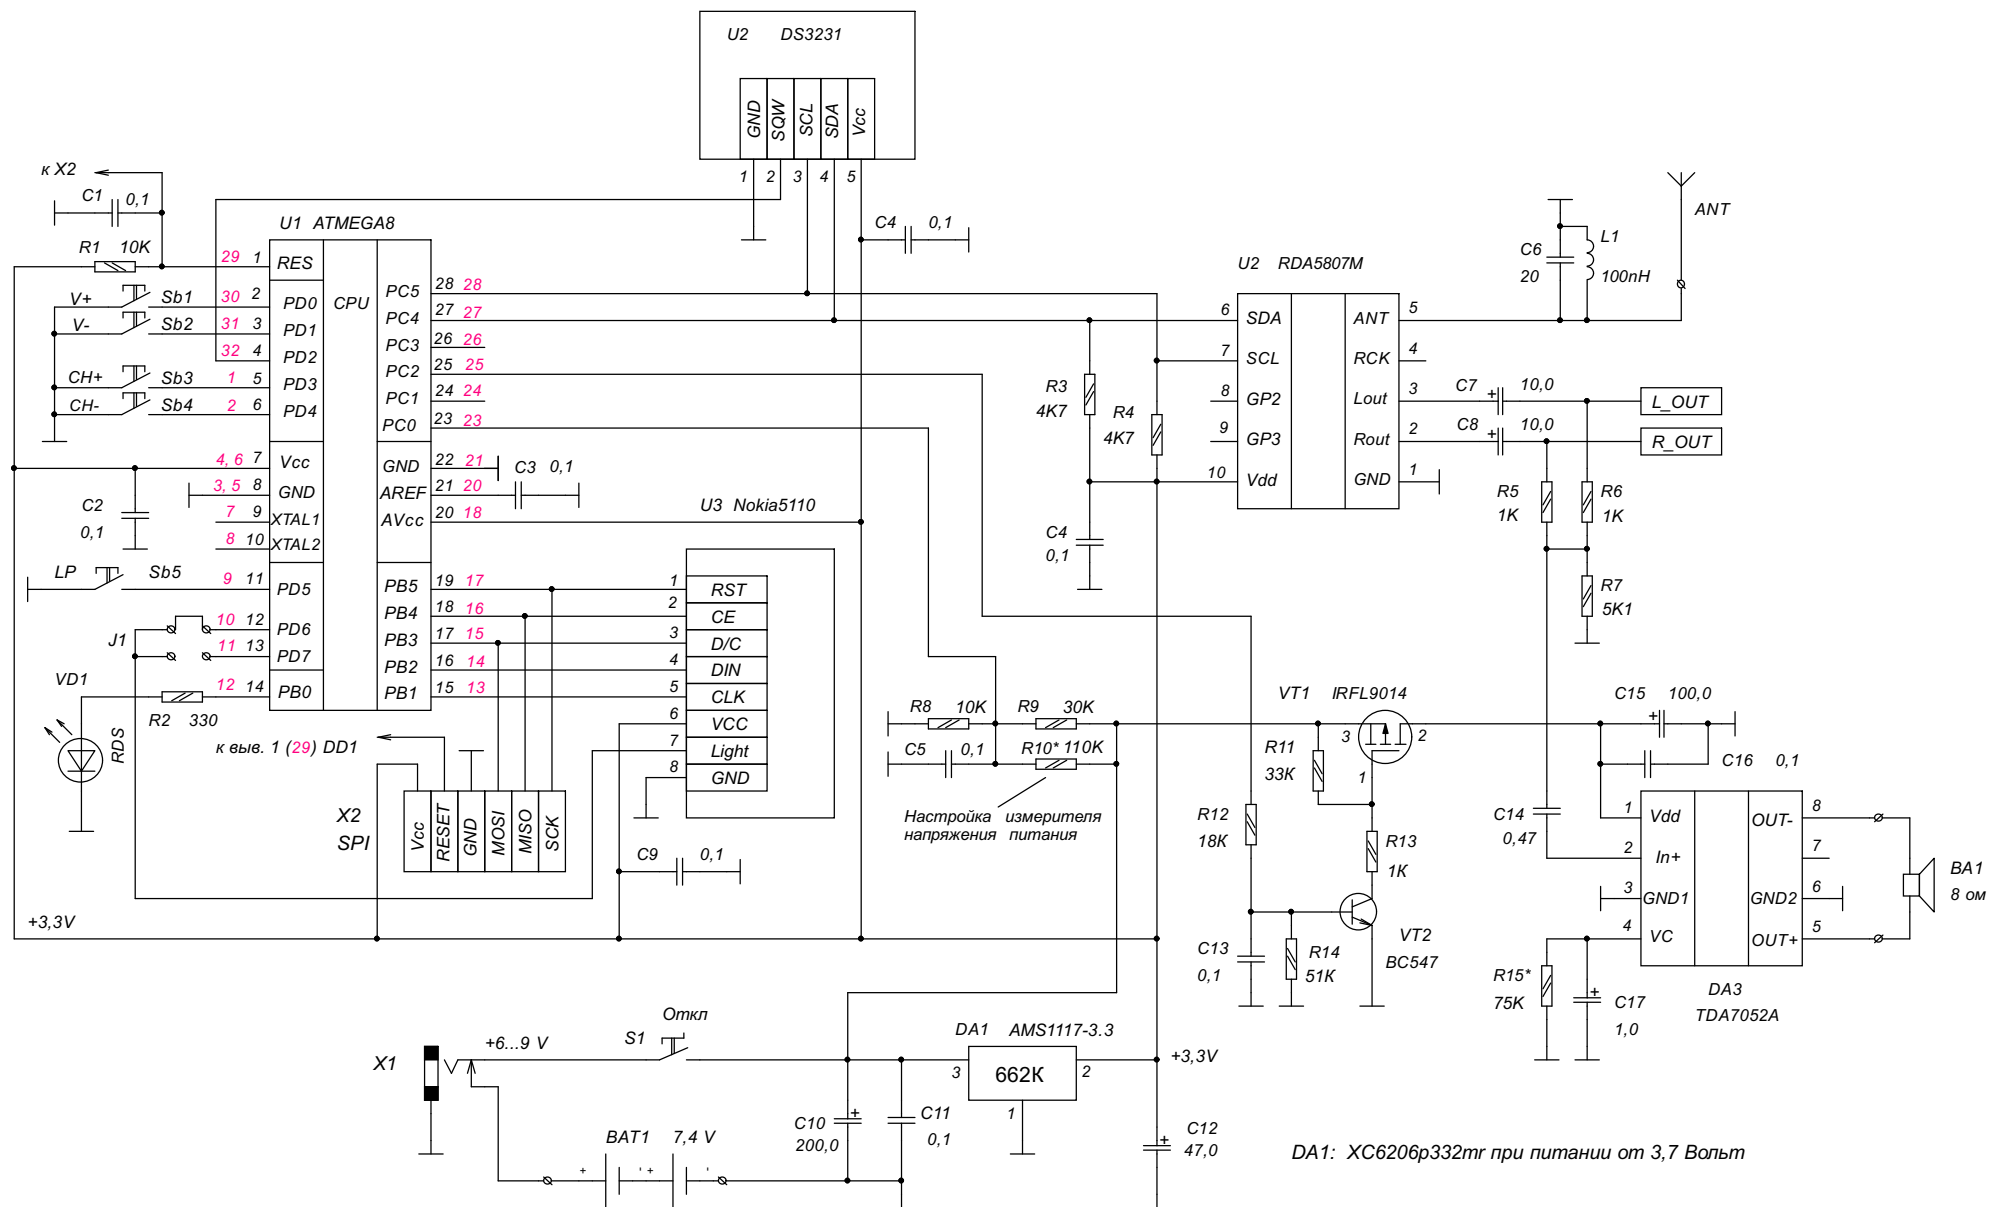 U2 DS3231
GND SQW SCL SDA Vcc
1 2 3 4 5
к X2
C1 0,1
R1 10K
U1 ATMEGA8
CPU
29 1 RES
V+ Sb1 30 2 PD0
V- Sb2 31 3 PD1
32 4 PD2
CH+ Sb3 1 5 PD3
CH- Sb4 2 6 PD4
4, 6 7 Vcc
3, 5 8 GND
7 9 XTAL1
8 10 XTAL2
LP Sb5 9 11 PD5
10 12 PD6
J1 11 13 PD7
12 14 PB0
C2
0,1
VD1
RDS
R2 330
PC5 28 28
PC4 27 27
PC3 26 26
PC2 25 25
PC1 24 24
PC0 23 23
GND 22 21
AREF 21 20
AVcc 20 18
PB5 19 17
PB4 18 16
PB3 17 15
PB2 16 14
PB1 15 13
C3 0,1
C4 0,1
U3 Nokia5110
1 RST
2 CE
3 D/C
4 DIN
5 CLK
6 VCC
7 Light
8 GND
к выв. 1 (29) DD1
X2
SPI
Vcc RESET GND MOSI MISO SCK
C9 0,1
+3,3V
U2 RDA5807M
6 SDA
7 SCL
8 GP2
9 GP3
10 Vdd
ANT 5
RCK 4
Lout 3
Rout 2
GND 1
R3
4K7
R4
4K7
C4
0,1
C6
20
L1
100nH
ANT
C7 10,0
C8 10,0
L_OUT
R_OUT
R5
1K
R6
1K
R7
5K1
R8 10K
R9 30K
C5 0,1
R10* 110K
Настройка измерителя
напряжения питания
VT1 IRFL9014
3 2
1
R11
33K
R12
18K
R13
1K
VT2
BC547
C13
0,1
R14
51K
C15 100,0
C16 0,1
C14
0,47
1 Vdd
2 In+
3 GND1
4 VC
OUT- 8
7
GND2 6
OUT+ 5
DA3
TDA7052A
BA1
8 ом
R15*
75K
C17
1,0
X1
+6...9 V
S1
Откл
DA1 AMS1117-3.3
3 662K 2
1
+3,3V
C10
200,0
C11
0,1
C12
47,0
BAT1 7,4 V
DA1: XC6206p332mr при питании от 3,7 Вольт